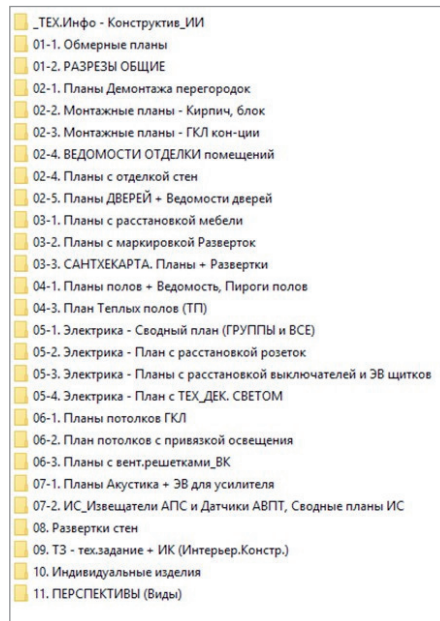 _ТЕХ.Инфо - Конструктив_ИИ
01-1. Обмерные планы
01-2. РАЗРЕЗЫ ОБЩИЕ
02-1. Планы Демонтажа перегородок
02-2. Монтажные планы - Кирпич, блок
02-3. Монтажные планы - ГКЛ кон-ции
02-4. ВЕДОМОСТИ ОТДЕЛКИ помещений
02-4. Планы с отделкой стен
02-5. Планы ДВЕРЕЙ + Ведомости дверей
03-1. Планы с расстановкой мебели
03-2. Планы с маркировкой Разверток
03-3. САНТХЕКАРТА. Планы + Развертки
04-1. Планы полов + Ведомость, Пироги полов
04-3. План Теплых полов (ТП)
05-1. Электрика - Сводный план (ГРУППЫ и ВСЕ)
05-2. Электрика - План с расстановкой розеток
05-3. Электрика - Планы с расстановкой выключателей и ЭВ щитков
05-4. Электрика - План с ТЕХ_ДЕК. СВЕТОМ
06-1. Планы потолков ГКЛ
06-2. План потолков с привязкой освещения
06-3. Планы с вент.решетками_ВК
07-1. Планы Акустика + ЭВ для усилителя
07-2. ИС_Извещатели АПС и Датчики АВПТ, Сводные планы ИС
08. Развертки стен
09. ТЗ - тех.задание + ИК (Интерьер.Констр.)
10. Индивидуальные изделия
11. ПЕРСПЕКТИВЫ (Виды)